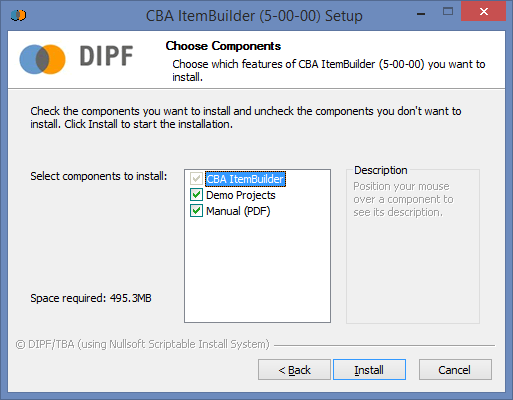 CBA ItemBuilder (5-00-00) Setup
DIPF
Choose Components
Choose which features of CBA ItemBuilder (5-00-00) you want to
install.
Check the components you want to install and uncheck the components you don't want to
install. Click Install to start the installation.
Select components to install:
CBA ItemBuilder
Demo Projects
Manual (PDF)
Description
Position your mouse
over a component to
see its description.
Space required: 495.3MB
© DIPF/TBA (using Nullsoft Scriptable Install System)
< Back
Install
Cancel